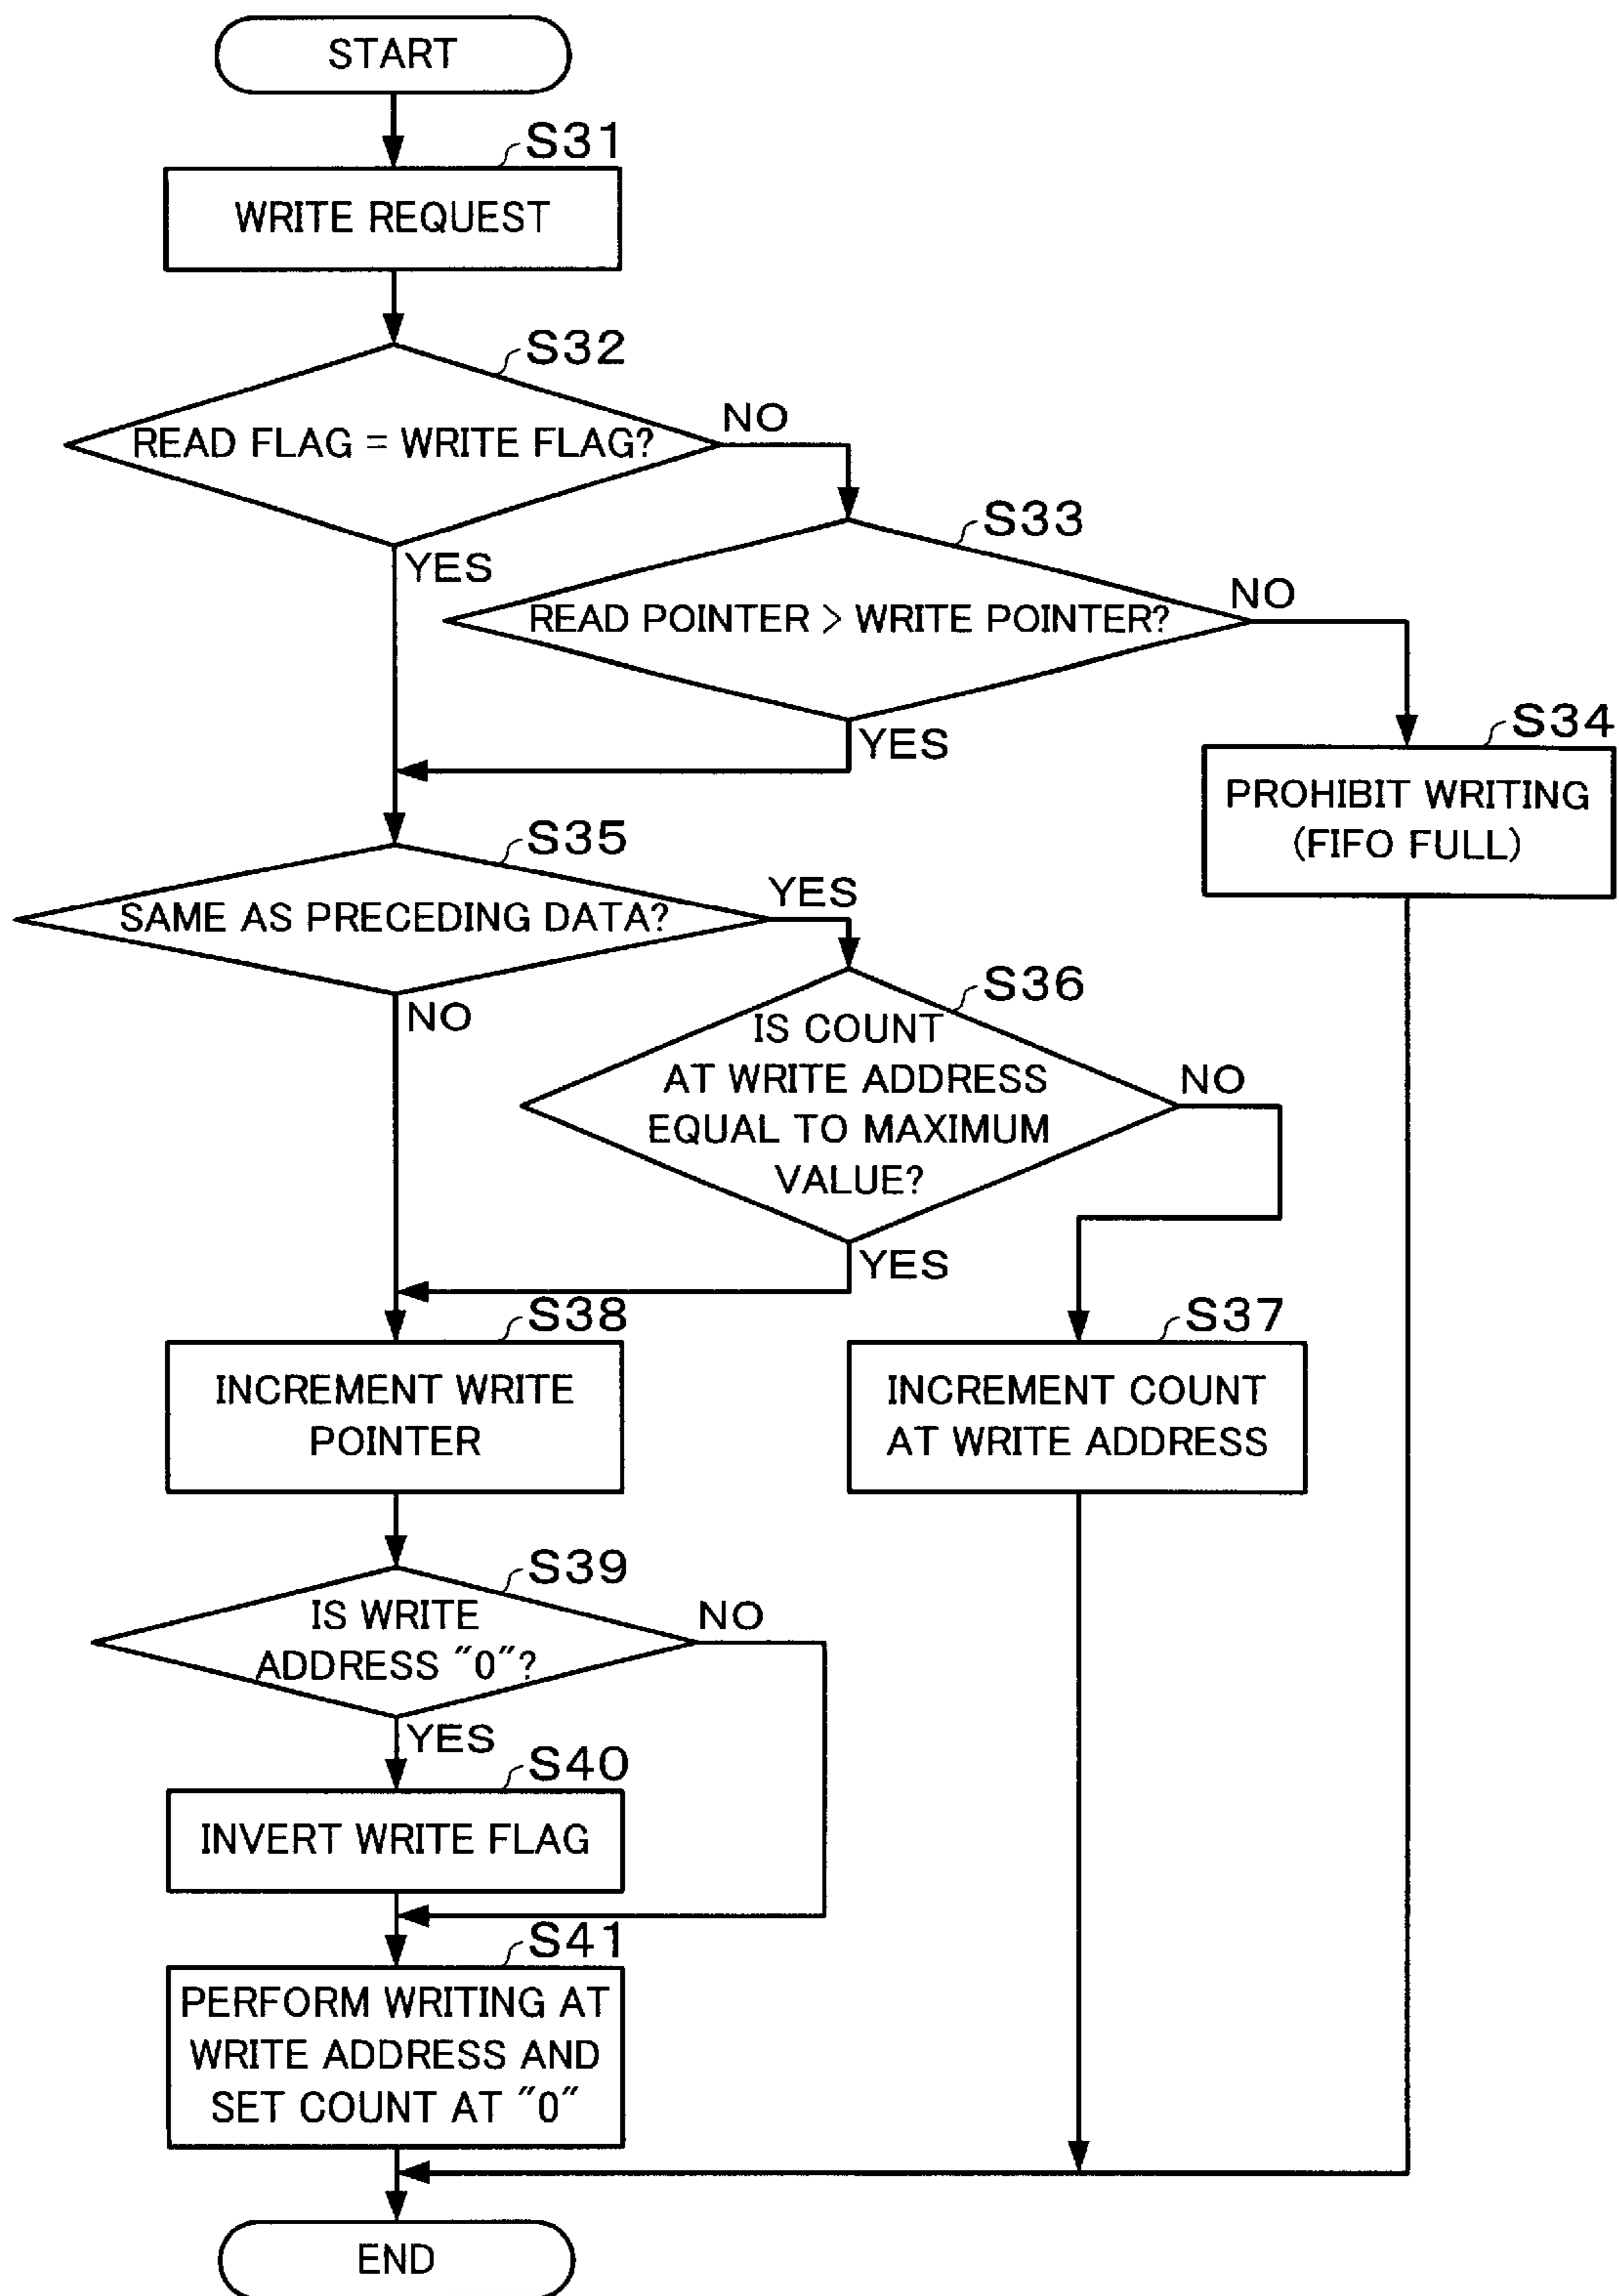 START
S31
WRITE REQUEST
S32
READ FLAG = WRITE FLAG?
NO
YES
S33
READ POINTER > WRITE POINTER?
NO
YES
S34
PROHIBIT WRITING
(FIFO FULL)
S35
SAME AS PRECEDING DATA?
YES
NO
S36
IS COUNT
AT WRITE ADDRESS
EQUAL TO MAXIMUM
VALUE?
NO
YES
S38
INCREMENT WRITE
POINTER
S37
INCREMENT COUNT
AT WRITE ADDRESS
S39
IS WRITE
ADDRESS "0"?
NO
YES
S40
INVERT WRITE FLAG
S41
PERFORM WRITING AT
WRITE ADDRESS AND
SET COUNT AT "0"
END